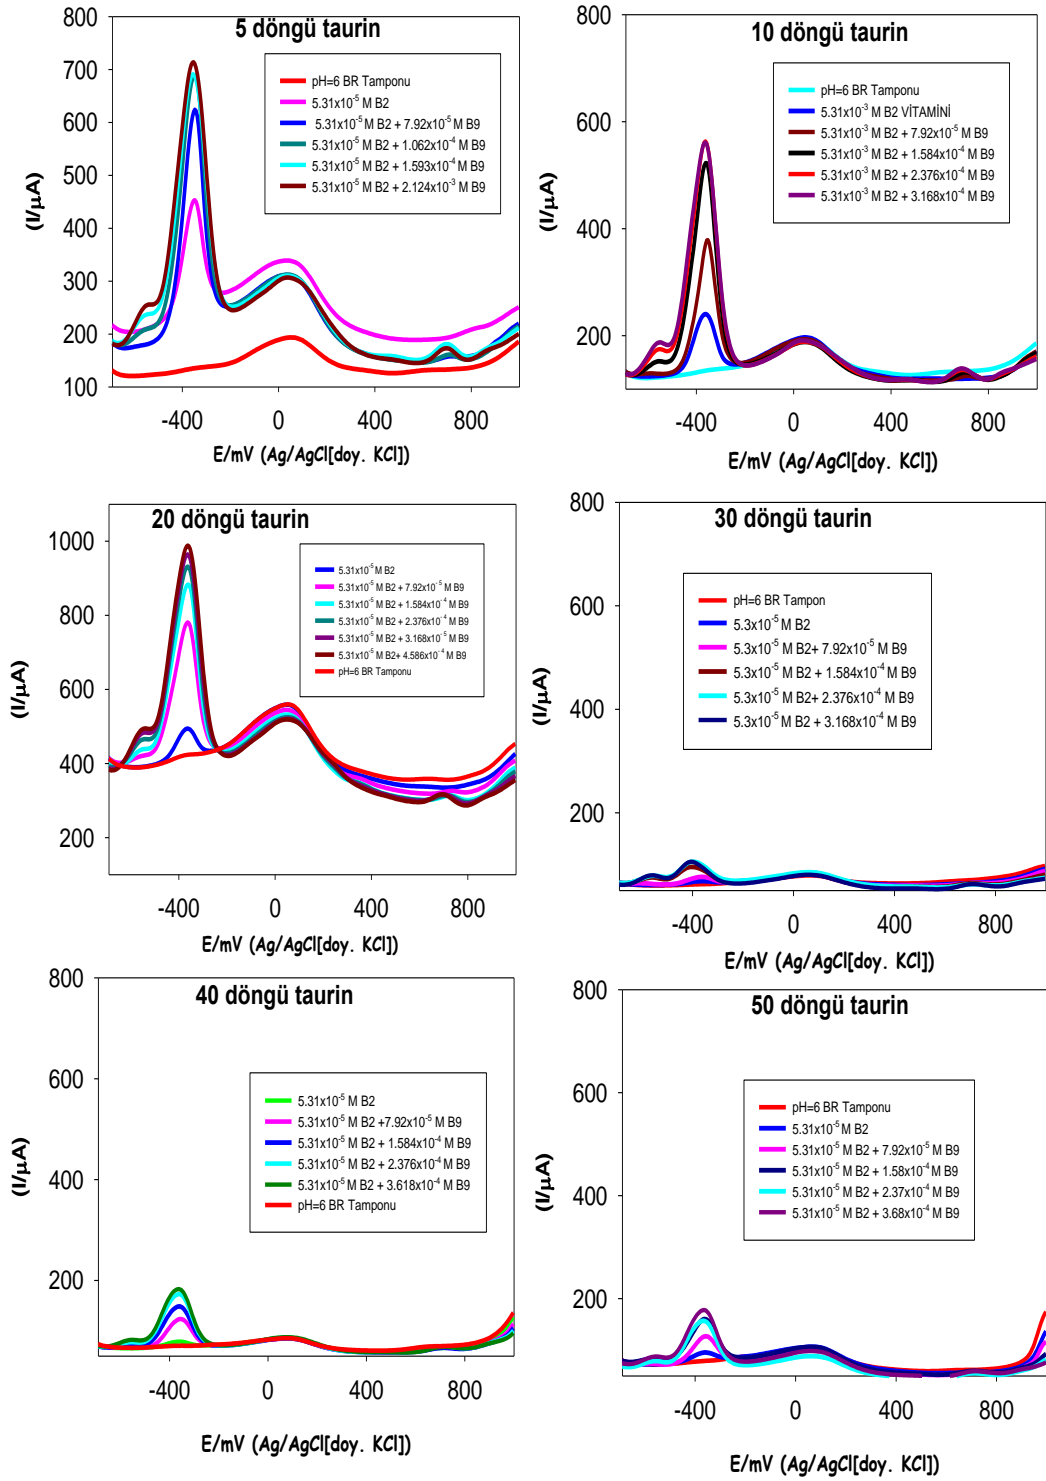 5 döngü taurin
800
700
600
500
400
300
200
100
(I/µA)
pH=6 BR Tamponu
5.31x10⁻⁵ M B2
5.31x10⁻⁵ M B2 + 7.92x10⁻⁵ M B9
5.31x10⁻⁵ M B2 + 1.062x10⁻⁴ M B9
5.31x10⁻⁵ M B2 + 1.593x10⁻⁴ M B9
5.31x10⁻⁵ M B2 + 2.124x10⁻³ M B9
-400 0 400 800
E/mV (Ag/AgCl[doy. KCl])
10 döngü taurin
800
600
400
200
(I/µA)
pH=6 BR Tamponu
5.31x10⁻³ M B2 VİTAMİNİ
5.31x10⁻³ M B2 + 7.92x10⁻⁵ M B9
5.31x10⁻³ M B2 + 1.584x10⁻⁴ M B9
5.31x10⁻³ M B2 + 2.376x10⁻⁴ M B9
5.31x10⁻³ M B2 + 3.168x10⁻⁴ M B9
-400 0 400 800
E/mV (Ag/AgCl[doy. KCl])
20 döngü taurin
1000
800
600
400
200
(I/µA)
5.31x10⁻⁵ M B2
5.31x10⁻⁵ M B2 + 7.92x10⁻⁵ M B9
5.31x10⁻⁵ M B2 + 1.584x10⁻⁴ M B9
5.31x10⁻⁵ M B2 + 2.376x10⁻⁴ M B9
5.31x10⁻⁵ M B2 + 3.168x10⁻⁵ M B9
5.31x10⁻⁵ M B2+ 4.586x10⁻⁴ M B9
pH=6 BR Tamponu
-400 0 400 800
E/mV (Ag/AgCl[doy. KCl])
30 döngü taurin
800
600
400
200
(I/µA)
pH=6 BR Tampon
5.3x10⁻⁵ M B2
5.3x10⁻⁵ M B2+ 7.92x10⁻⁵ M B9
5.3x10⁻⁵ M B2 + 1.584x10⁻⁴ M B9
5.3x10⁻⁵ M B2+ 2.376x10⁻⁴ M B9
5.3x10⁻⁵ M B2 + 3.168x10⁻⁴ M B9
-400 0 400 800
E/mV (Ag/AgCl[doy. KCl])
40 döngü taurin
800
600
400
200
(I/µA)
5.31x10⁻⁵ M B2
5.31x10⁻⁵ M B2 +7.92x10⁻⁵ M B9
5.31x10⁻⁵ M B2 + 1.584x10⁻⁴ M B9
5.31x10⁻⁵ M B2 + 2.376x10⁻⁴ M B9
5.31x10⁻⁵ M B2 + 3.618x10⁻⁴ M B9
pH=6 BR Tamponu
-400 0 400 800
E/mV (Ag/AgCl[doy. KCl])
50 döngü taurin
800
600
400
200
(I/µA)
pH=6 BR Tamponu
5.31x10⁻⁵ M B2
5.31x10⁻⁵ M B2 + 7.92x10⁻⁵ M B9
5.31x10⁻⁵ M B2 + 1.58x10⁻⁴ M B9
5.31x10⁻⁵ M B2 + 2.37x10⁻⁴ M B9
5.31x10⁻⁵ M B2 + 3.68x10⁻⁴ M B9
-400 0 400 800
E/mV (Ag/AgCl[doy. KCl])